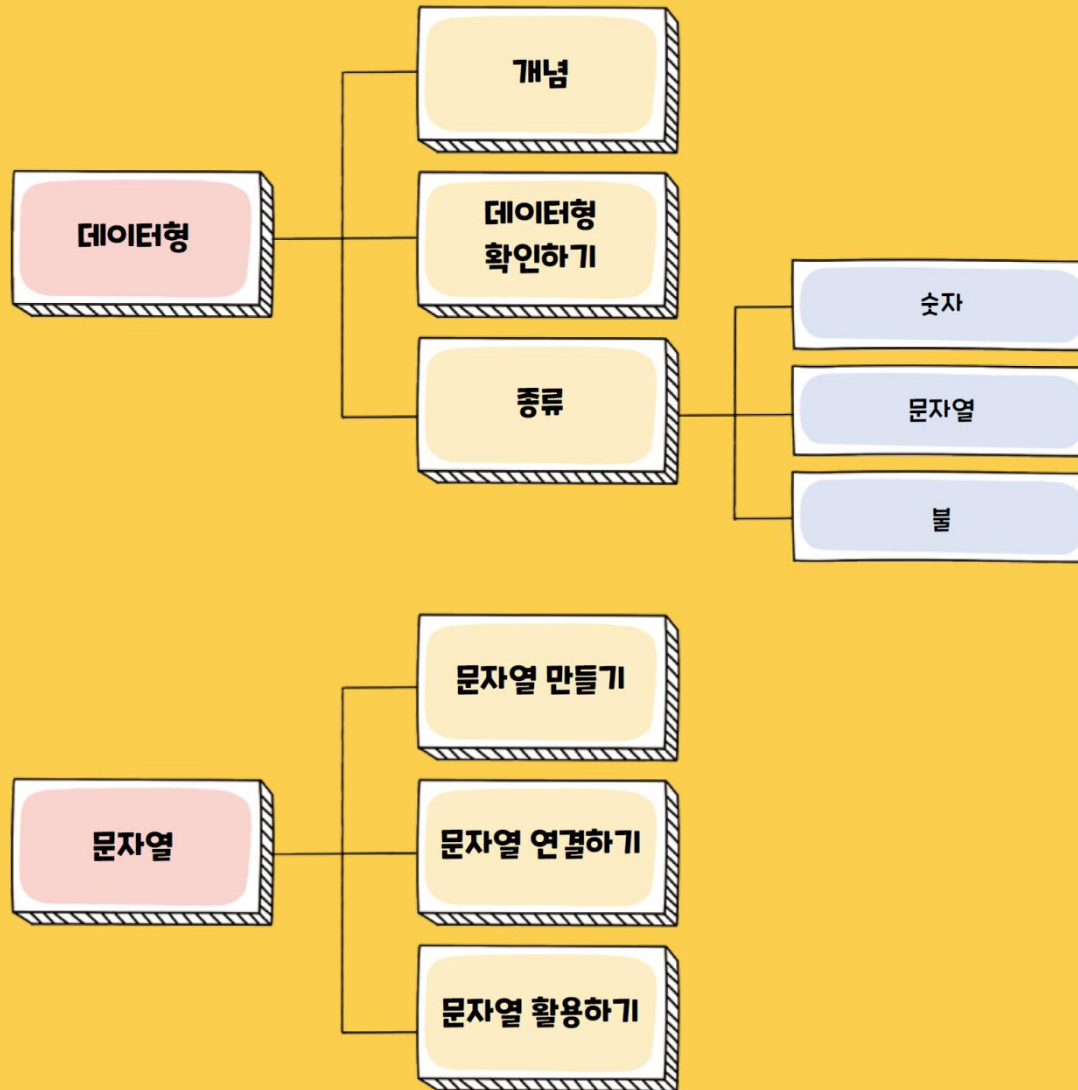 데이터형
개념
데이터형
확인하기
종류
숫자
문자열
불
문자열
문자열 만들기
문자열 연결하기
문자열 활용하기